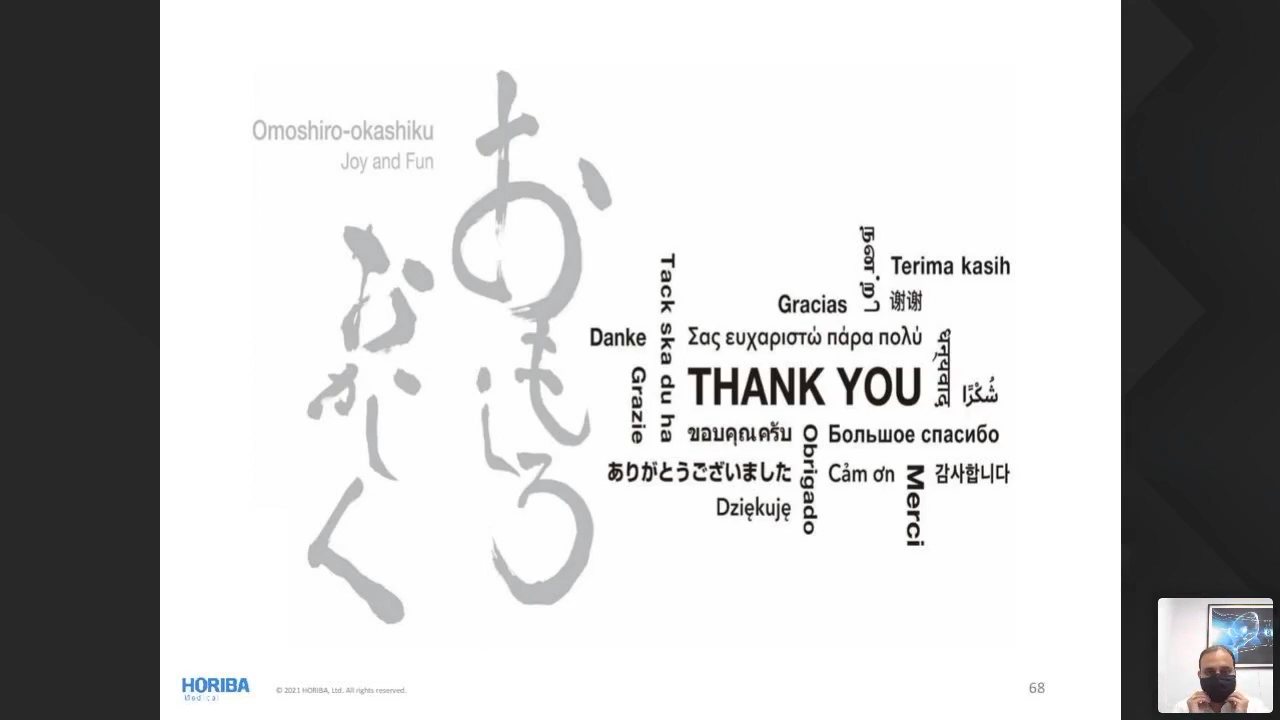 Omoshiro-okashiku
Joy and Fun
おもしろ
おかしく
நன்றி
Terima kasih
Tack ska du ha
Gracias
谢谢
Danke
Σας ευχαριστώ πάρα πολύ
धन्यवाद
Grazie
THANK YOU
شُكْرًا
ขอบคุณครับ
Obrigado
Большое спасибо
ありがとうございました
Cảm ơn
Merci
감사합니다
Dziękuję
HORIBA
Medical
© 2021 HORIBA, Ltd. All rights reserved.
68